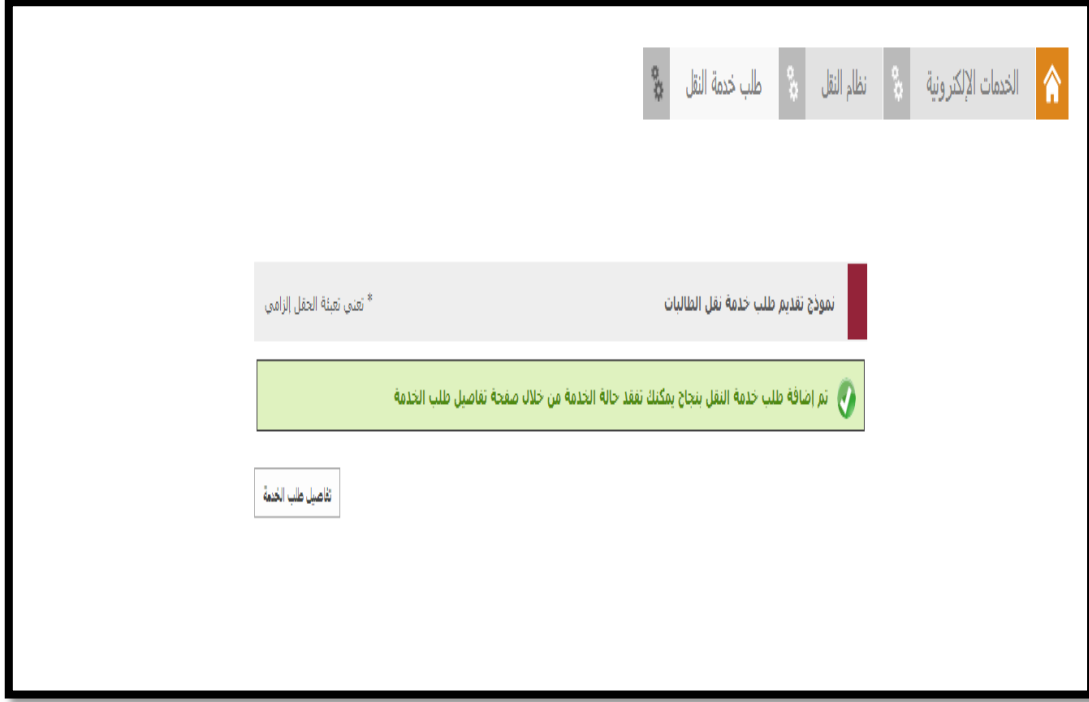 الخدمات الإلكترونية نظام النقل طلب خدمة النقل
نموذج تقديم طلب خدمة نقل الطالبات * تعني تعبئة الحقل إلزامي
تم إضافة طلب خدمة النقل بنجاح يمكنك تفقد حالة الخدمة من خلال صفحة تفاصيل طلب الخدمة
تفاصيل طلب الخدمة